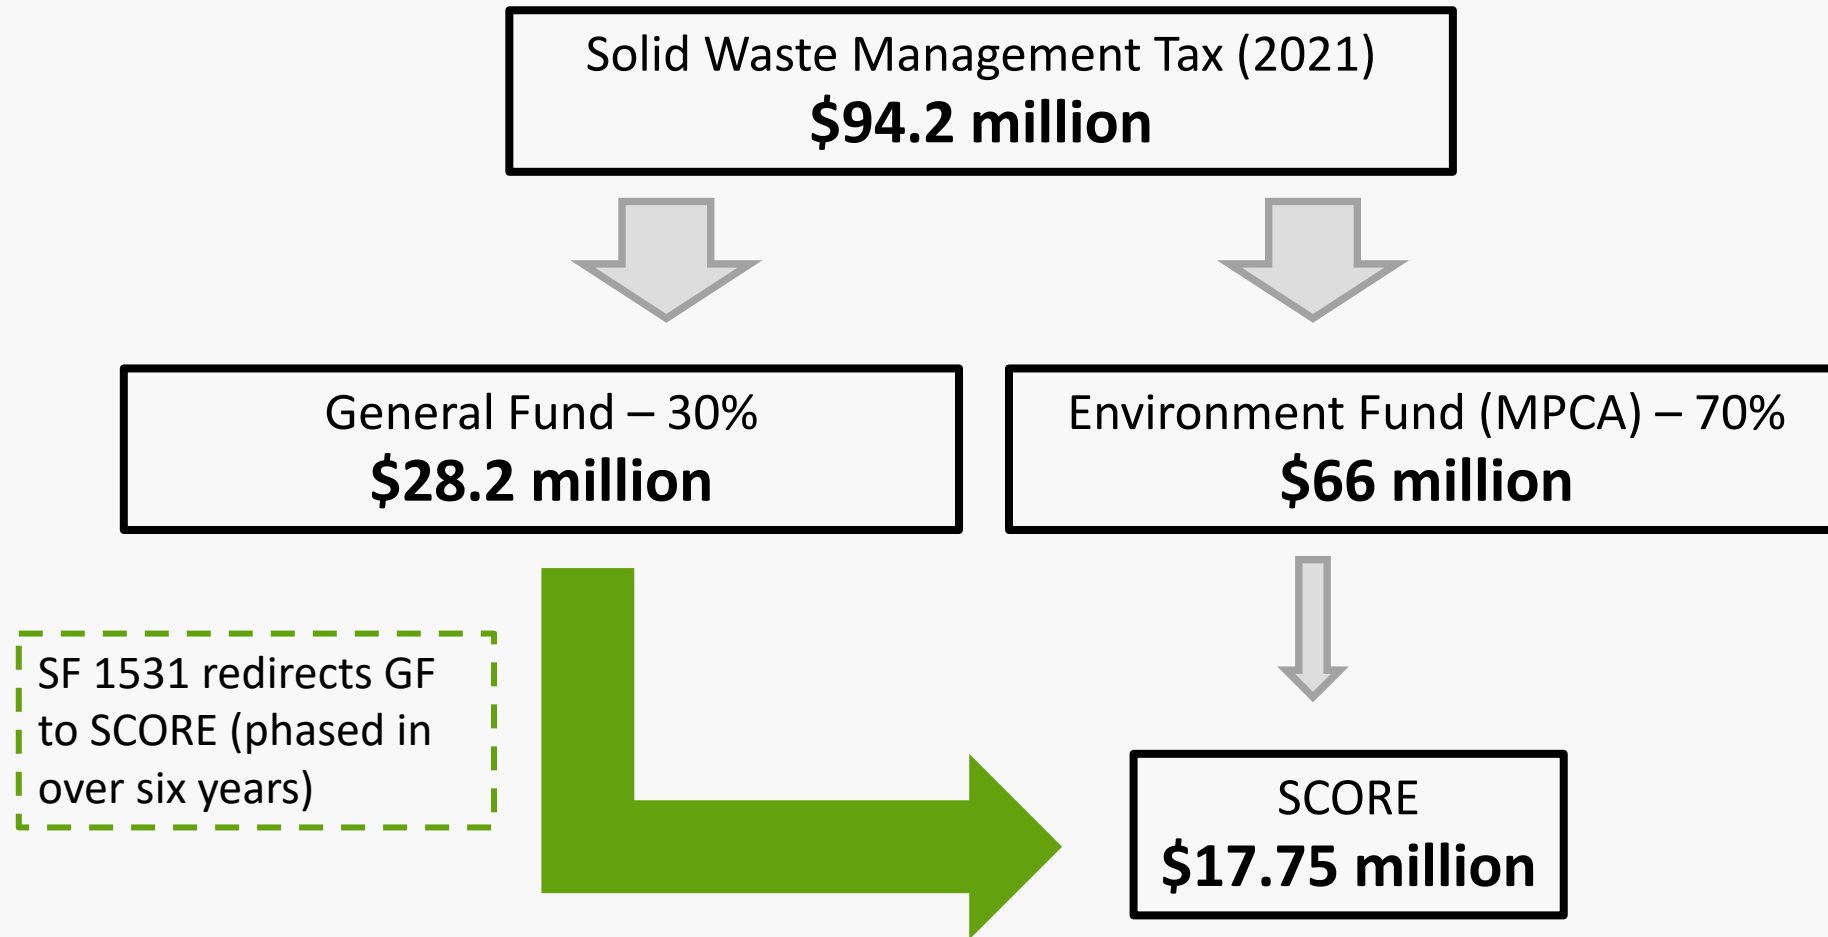 Solid Waste Management Tax (2021)
$94.2 million
General Fund – 30%
$28.2 million
Environment Fund (MPCA) – 70%
$66 million
SF 1531 redirects GF
to SCORE (phased in
over six years)
SCORE
$17.75 million